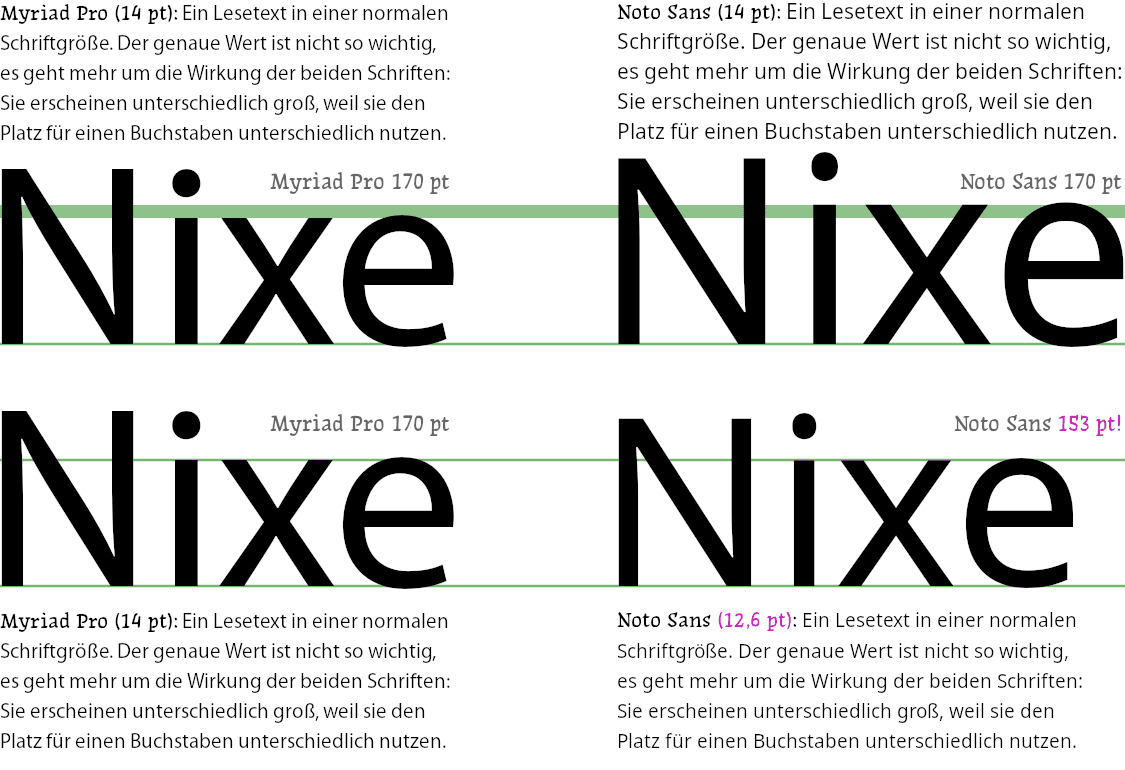 Myriad Pro (14 pt): Ein Lesetext in einer normalen
Schriftgröße. Der genaue Wert ist nicht so wichtig,
es geht mehr um die Wirkung der beiden Schriften:
Sie erscheinen unterschiedlich groß, weil sie den
Platz für einen Buchstaben unterschiedlich nutzen.
Noto Sans (14 pt): Ein Lesetext in einer normalen
Schriftgröße. Der genaue Wert ist nicht so wichtig,
es geht mehr um die Wirkung der beiden Schriften:
Sie erscheinen unterschiedlich groß, weil sie den
Platz für einen Buchstaben unterschiedlich nutzen.
Myriad Pro 170 pt
Nixe
Noto Sans 170 pt
Nixe
Myriad Pro 170 pt
Nixe
Noto Sans 153 pt!
Nixe
Myriad Pro (14 pt): Ein Lesetext in einer normalen
Schriftgröße. Der genaue Wert ist nicht so wichtig,
es geht mehr um die Wirkung der beiden Schriften:
Sie erscheinen unterschiedlich groß, weil sie den
Platz für einen Buchstaben unterschiedlich nutzen.
Noto Sans (12,6 pt): Ein Lesetext in einer normalen
Schriftgröße. Der genaue Wert ist nicht so wichtig,
es geht mehr um die Wirkung der beiden Schriften:
Sie erscheinen unterschiedlich groß, weil sie den
Platz für einen Buchstaben unterschiedlich nutzen.